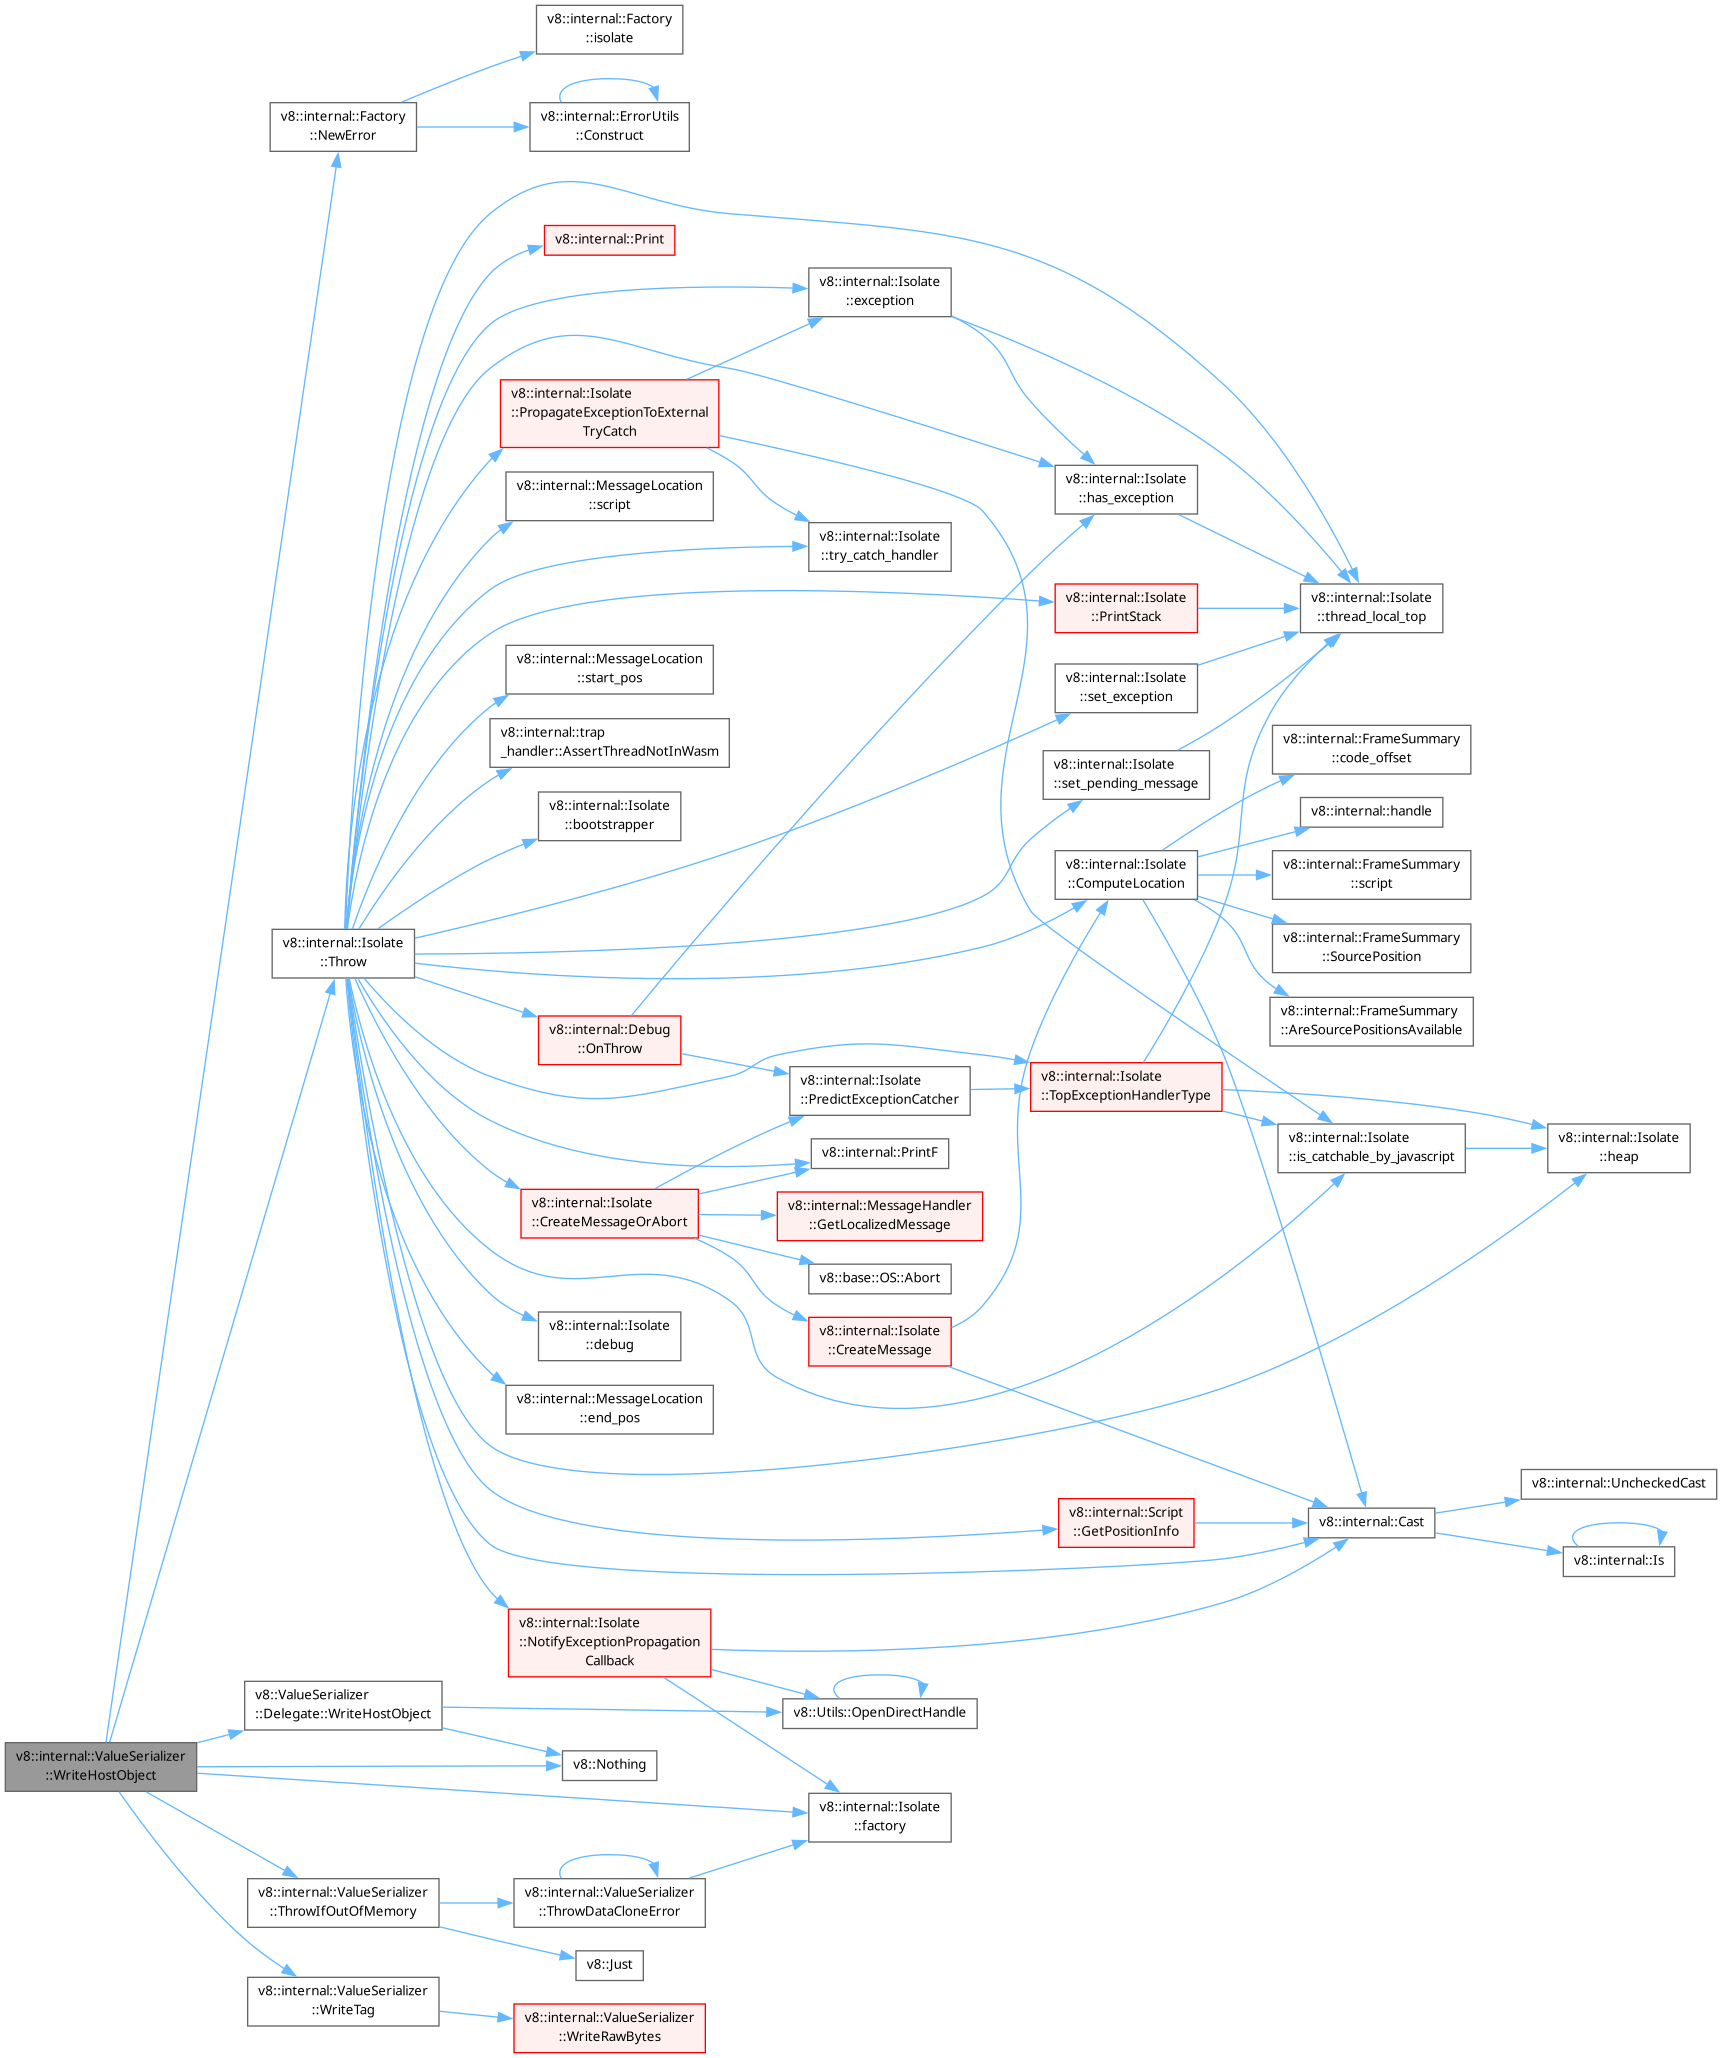 v8::internal::Factory
::isolate
v8::internal::Factory
::NewError
v8::internal::ErrorUtils
::Construct
v8::internal::Print
v8::internal::Isolate
::exception
v8::internal::Isolate
::PropagateExceptionToExternal
TryCatch
v8::internal::Isolate
::has_exception
v8::internal::MessageLocation
::script
v8::internal::Isolate
::try_catch_handler
v8::internal::Isolate
::PrintStack
v8::internal::Isolate
::thread_local_top
v8::internal::MessageLocation
::start_pos
v8::internal::Isolate
::set_exception
v8::internal::trap
_handler::AssertThreadNotInWasm
v8::internal::Isolate
::set_pending_message
v8::internal::FrameSummary
::code_offset
v8::internal::Isolate
::bootstrapper
v8::internal::handle
v8::internal::Isolate
::ComputeLocation
v8::internal::FrameSummary
::script
v8::internal::Isolate
::Throw
v8::internal::FrameSummary
::SourcePosition
v8::internal::FrameSummary
::AreSourcePositionsAvailable
v8::internal::Debug
::OnThrow
v8::internal::Isolate
::PredictExceptionCatcher
v8::internal::Isolate
::TopExceptionHandlerType
v8::internal::PrintF
v8::internal::Isolate
::is_catchable_by_javascript
v8::internal::Isolate
::heap
v8::internal::Isolate
::CreateMessageOrAbort
v8::internal::MessageHandler
::GetLocalizedMessage
v8::base::OS::Abort
v8::internal::Isolate
::debug
v8::internal::Isolate
::CreateMessage
v8::internal::MessageLocation
::end_pos
v8::internal::UncheckedCast
v8::internal::Script
::GetPositionInfo
v8::internal::Cast
v8::internal::Is
v8::internal::Isolate
::NotifyExceptionPropagation
Callback
v8::ValueSerializer
::Delegate::WriteHostObject
v8::Utils::OpenDirectHandle
v8::internal::ValueSerializer
::WriteHostObject
v8::Nothing
v8::internal::Isolate
::factory
v8::internal::ValueSerializer
::ThrowIfOutOfMemory
v8::internal::ValueSerializer
::ThrowDataCloneError
v8::Just
v8::internal::ValueSerializer
::WriteTag
v8::internal::ValueSerializer
::WriteRawBytes